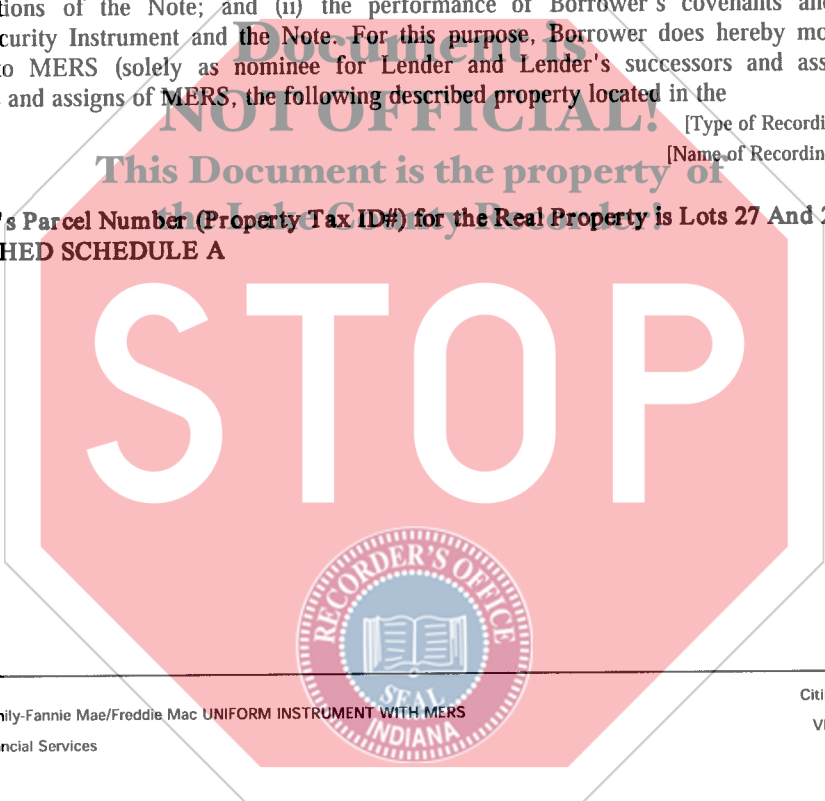 tions of the Note; and (ii) the performance of Borrower's covenants and
curity Instrument and the Note. For this purpose, Borrower does hereby mo
to MERS (solely as nominee for Lender and Lender's successors and ass
and assigns of MERS, the following described property located in the
[Type of Recordi
[Name of Recordin
Document is
NOT OFFICIAL!
This Document is the property of
the Lake County Recorder!
's Parcel Number (Property Tax ID#) for the Real Property is Lots 27 And 2
HED SCHEDULE A
STOP
RECORDER'S OFFICE
SEAL
INDIANA
mily-Fannie Mae/Freddie Mac UNIFORM INSTRUMENT WITH MERS
ncial Services
Citi